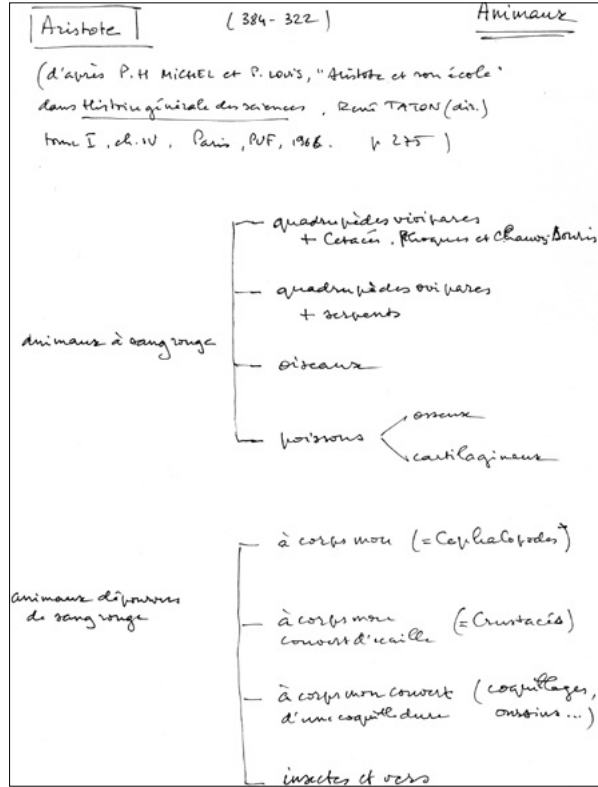 Aristote (384-322) Animaux
(d'après P.H MICHEL et P. LOUIS, "Aristote et son école"
dans Histoire générale des sciences, René TATON (dir.)
tome I, ch. IV, Paris, PUF, 1966. p 275)
quadrupèdes vivipares
+ Cétacés, Phoques et Chauves-Souris
quadrupèdes ovipares
+ serpents
animaux à sang rouge
oiseaux
poissons
osseux
cartilagineux
à corps mou (= Céphalopodes)
animaux dépourvus
de sang rouge
à corps mou (= Crustacés)
couvert d'écaille
à corps mou couvert (coquillages,
d'une coquille dure oursins...)
insectes et vers